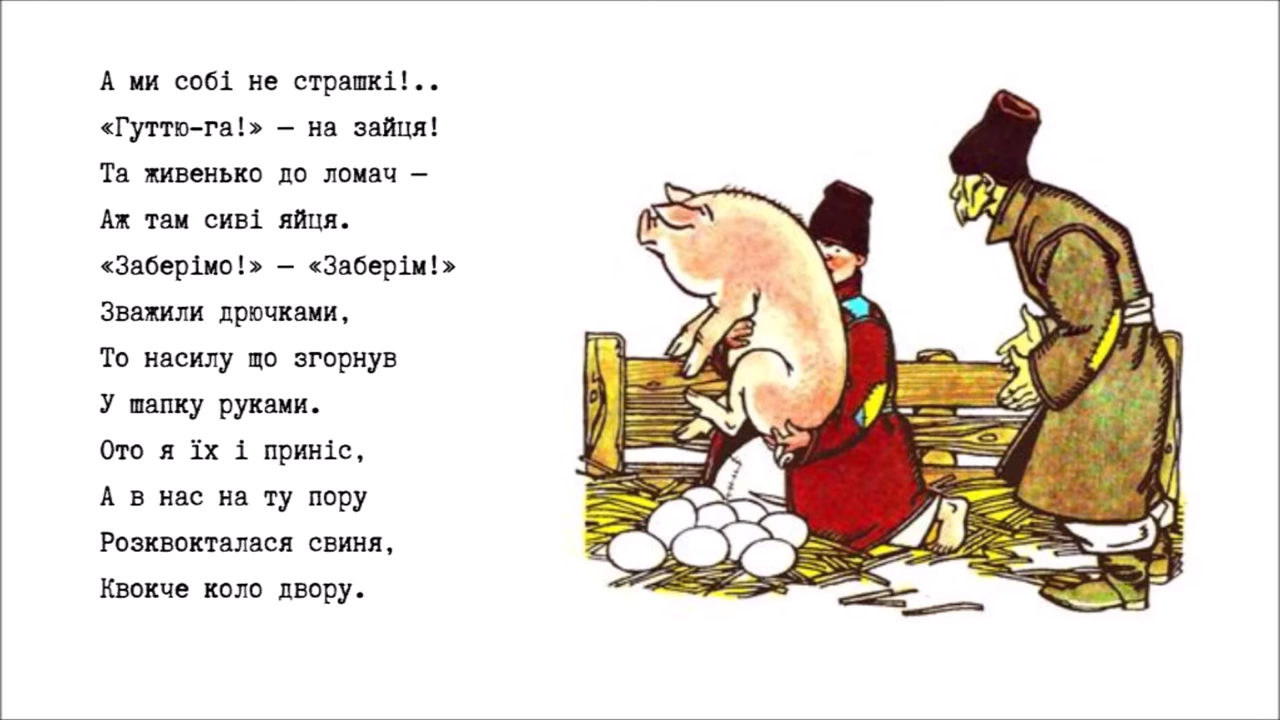 А ми собі не страшкі!..
«Гуттю-га!» — на зайця!
Та живенько до ломач —
Аж там сиві яйця.
«Заберімо!» — «Заберім!»
Зважили дрючками,
То насилу що згорнув
У шапку руками.
Ото я їх і приніс,
А в нас на ту пору
Розквокталася свиня,
Квокче коло двору.